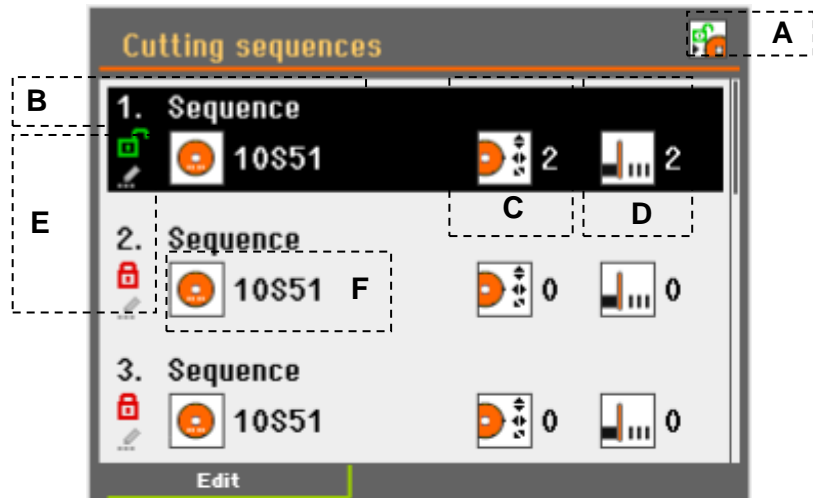 Cutting sequences
A
B
1. Sequence
10S51 2 2
E
C
D
2. Sequence
10S51 F 0 0
3. Sequence
10S51 0 0
Edit